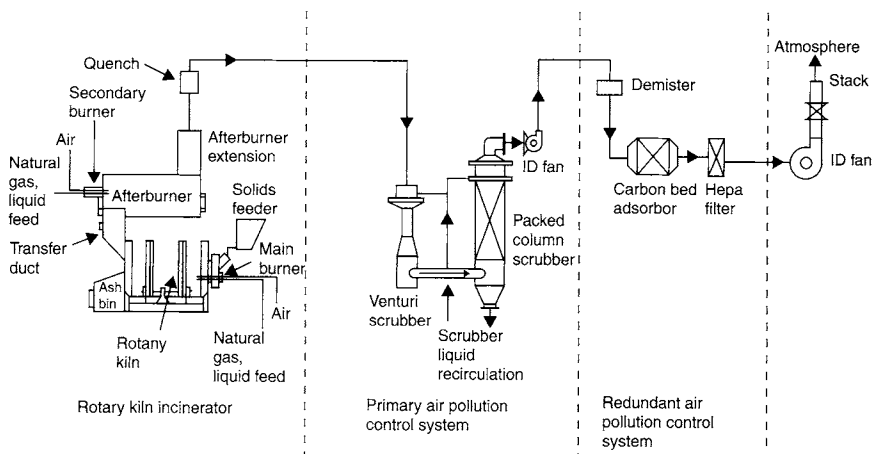 Quench
Secondary
burner
Air
Natural
gas,
liquid feed
Afterburner
Afterburner
extension
Solids
feeder
Transfer
duct
Main
burner
Ash
bin
Air
Rotany
kiln
Natural
gas,
liquid feed
Rotary kiln incinerator
ID fan
Packed
column
scrubber
Venturi
scrubber
Scrubber
liquid
recirculation
Primary air pollution
control system
Demister
Carbon bed
adsorbor
Hepa
filter
Redundant air
pollution control
system
Atmosphere
Stack
ID fan